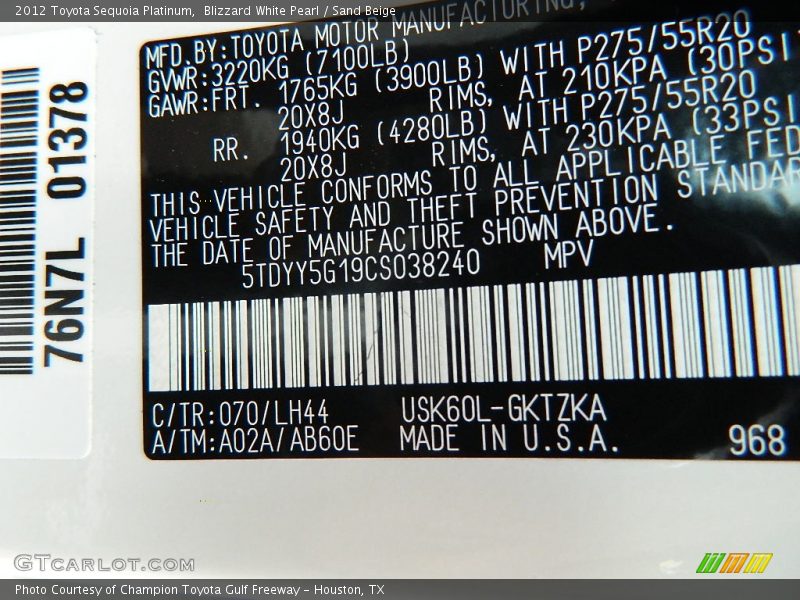 2012 Toyota Sequoia Platinum,  Blizzard White Pearl / Sand Beige
MFD.BY:TOYOTA MOTOR MANUFACTURING,
GVWR:3220KG (7100LB)
GAWR:FRT. 1765KG (3900LB) WITH P275/55R20
20X8J RIMS, AT 210KPA (30PSI
RR. 1940KG (4280LB) WITH P275/55R20
20X8J RIMS, AT 230KPA (33PSI
THIS VEHICLE CONFORMS TO ALL APPLICABLE FED
VEHICLE SAFETY AND THEFT PREVENTION STANDAR
THE DATE OF MANUFACTURE SHOWN ABOVE.
5TDYY5G19CS038240 MPV
C/TR:070/LH44 USK60L-GKTZKA
A/TM:A02A/AB60E MADE IN U.S.A. 968
76N7L 01378
GTCARLOT.COM
Photo Courtesy of Champion Toyota Gulf Freeway - Houston, TX